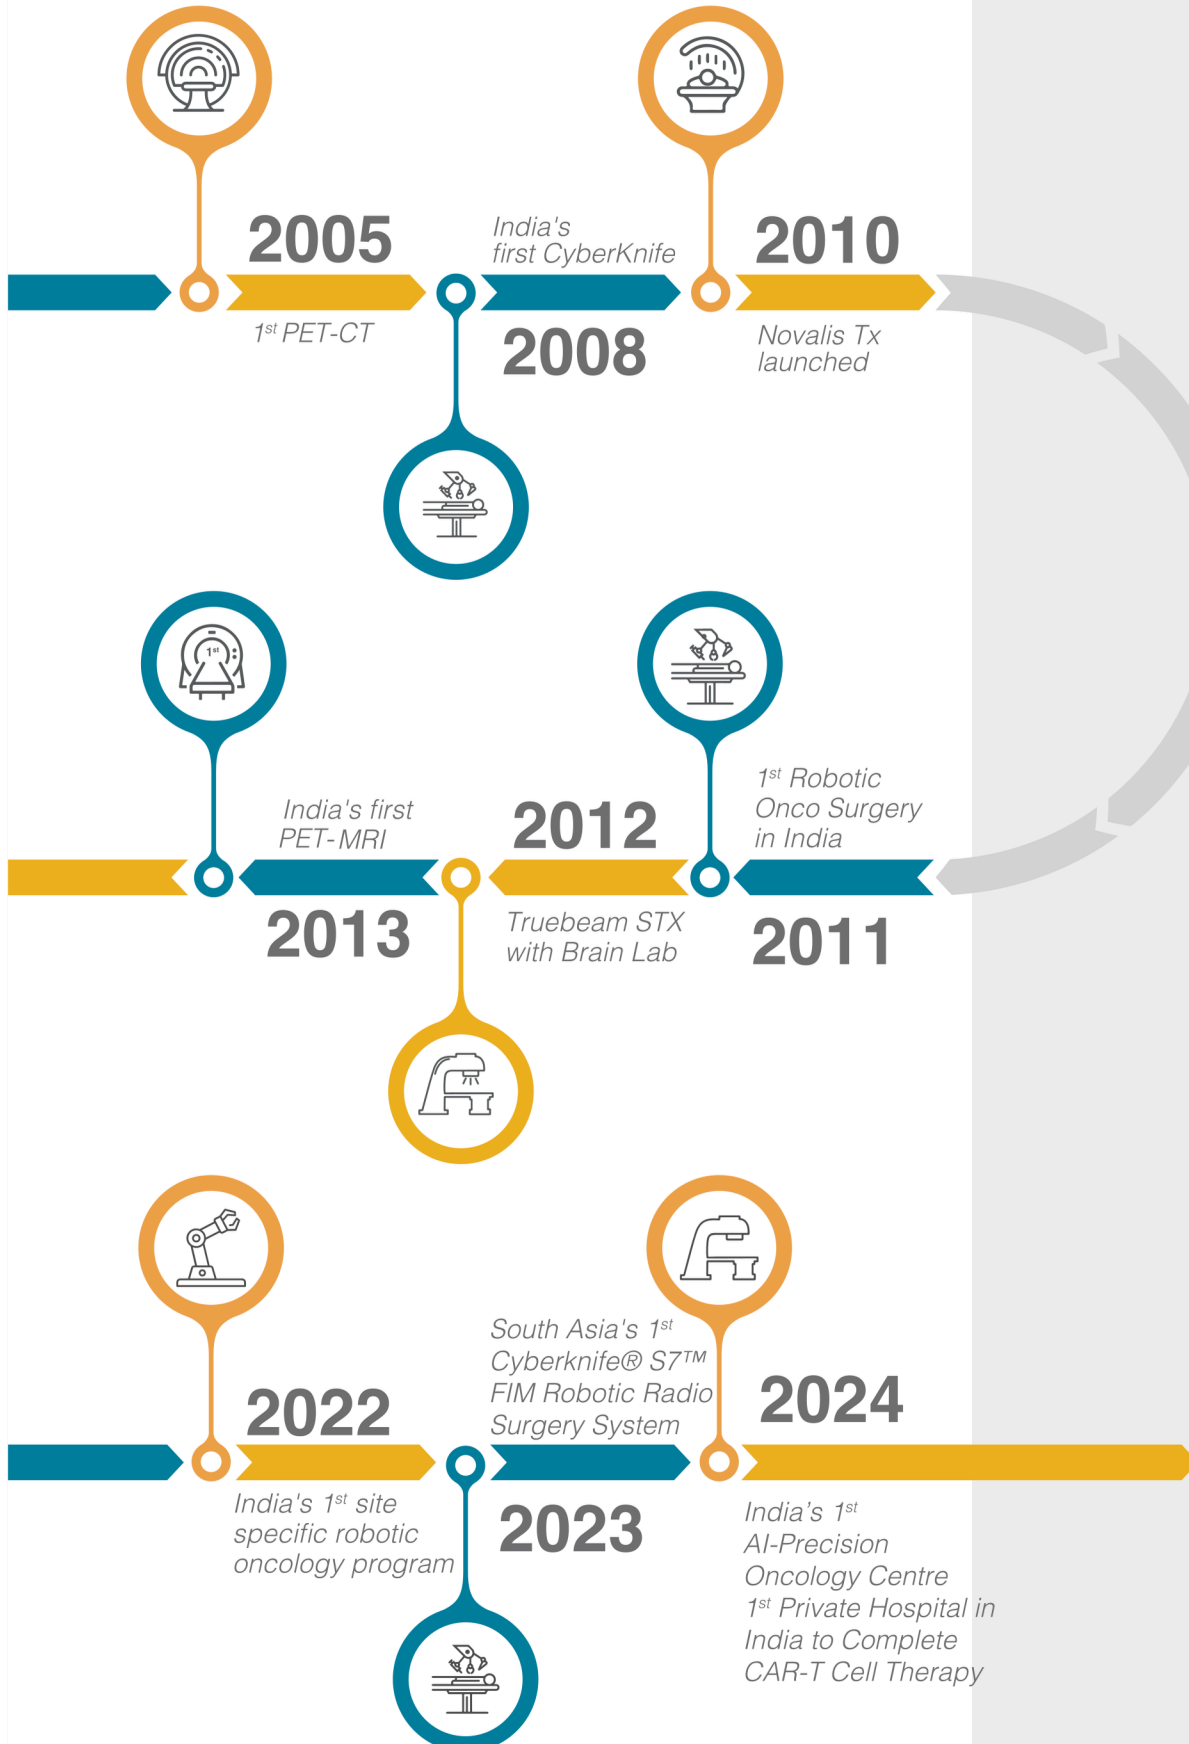 2005
1st PET-CT
India's
first CyberKnife
2008
2010
Novalis Tx
launched
1st
India's first
PET-MRI
2013
2012
Truebeam STX
with Brain Lab
1st Robotic
Onco Surgery
in India
2011
2022
India's 1st site
specific robotic
oncology program
South Asia's 1st
Cyberknife® S7™
FIM Robotic Radio
Surgery System
2023
2024
India’s 1st
AI-Precision
Oncology Centre
1st Private Hospital in
India to Complete
CAR-T Cell Therapy